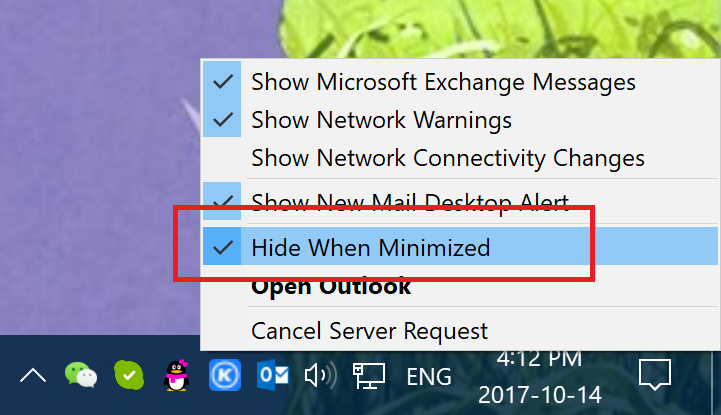 Show Microsoft Exchange Messages
Show Network Warnings
Show Network Connectivity Changes
Show New Mail Desktop Alert
Hide When Minimized
Open Outlook
Cancel Server Request
ENG
4:12 PM
2017-10-14